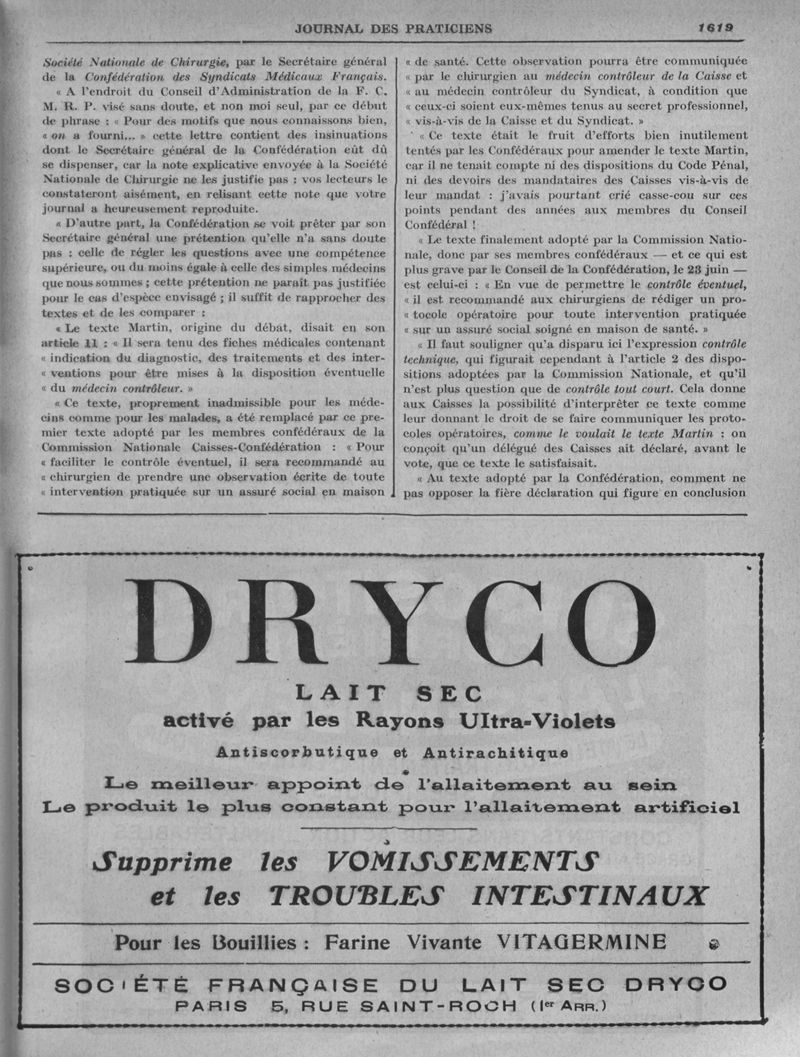 JOURNAL DES PRATICIENS 1619
Société Nationale de Chirurgie, par le Secrétaire général
de la Confédération des Syndicats Médicaux Français.
« A l'endroit du Conseil d'Administration de la F. C.
M. R. P. visé sans doute, et non moi seul, par ce début
de phrase : « Pour des motifs que nous connaissons bien,
« on a fourni... » cette lettre contient des insinuations
dont le Secrétaire général de la Confédération eût dû
se dispenser, car la note explicative envoyée à la Société
Nationale de Chirurgie ne les justifie pas ; vos lecteurs le
constateront aisément, en relisant cette note que votre
journal a heureusement reproduite.
« D'autre part, la Confédération se voit prêter par son
Secrétaire général une prétention qu'elle n'a sans doute
pas : celle de régler les questions avec une compétence
supérieure, ou du moins égale à celle des simples médecins
que nous sommes ; cette prétention ne paraît pas justifiée
pour le cas d'espèce envisagé ; il suffit de rapprocher des
textes et de les comparer :
« Le texte Martin, origine du débat, disait en son
article 11 : « Il sera tenu des fiches médicales contenant
« indication du diagnostic, des traitements et des inter-
« ventions pour être mises à la disposition éventuelle
« du médecin contrôleur. »
« Ce texte, proprement inadmissible pour les méde-
cins comme pour les malades, a été remplacé par ce pre-
mier texte adopté par les membres confédéraux de la
Commission Nationale Caisses-Confédération : « Pour
« faciliter le contrôle éventuel, il sera recommandé au
« chirurgien de prendre une observation écrite de toute
« intervention pratiquée sur un assuré social en maison
« de santé. Cette observation pourra être communiquée
« par le chirurgien au médecin contrôleur de la Caisse et
« au médecin contrôleur du Syndicat, à condition que
« ceux-ci soient eux-mêmes tenus au secret professionnel,
« vis-à-vis de la Caisse et du Syndicat. »
« Ce texte était le fruit d'efforts bien inutilement
tentés par les Confédéraux pour amender le texte Martin,
car il ne tenait compte ni des dispositions du Code Pénal,
ni des devoirs des mandataires des Caisses vis-à-vis de
leur mandat : j'avais pourtant crié casse-cou sur ces
points pendant des années aux membres du Conseil
Confédéral !
« Le texte finalement adopté par la Commission Natio-
nale, donc par ses membres confédéraux — et ce qui est
plus grave par le Conseil de la Confédération, le 23 juin —
est celui-ci : « En vue de permettre le contrôle éventuel,
« il est recommandé aux chirurgiens de rédiger un pro-
« tocole opératoire pour toute intervention pratiquée
« sur un assuré social soigné en maison de santé. »
« Il faut souligner qu'a disparu ici l'expression contrôle
technique, qui figurait cependant à l'article 2 des dispo-
sitions adoptées par la Commission Nationale, et qu'il
n'est plus question que de contrôle tout court. Cela donne
aux Caisses la possibilité d'interpréter ce texte comme
leur donnant le droit de se faire communiquer les proto-
coles opératoires, comme le voulait le texte Martin : on
conçoit qu'un délégué des Caisses ait déclaré, avant le
vote, que ce texte le satisfaisait.
« Au texte adopté par la Confédération, comment ne
pas opposer la fière déclaration qui figure en conclusion
DRYCO
LAIT SEC
activé par les Rayons Ultra-Violets
Antiscorbutique et Antirachitique
Le meilleur appoint de l'allaitement au sein
Le produit le plus constant pour l'allaitement artificiel
Supprime les VOMISSEMENTS
et les TROUBLES INTESTINAUX
Pour les Bouillies : Farine Vivante VITAGERMINE
SOCIÉTÉ FRANÇAISE DU LAIT SEC DRYCO
PARIS 5, RUE SAINT-ROCH (Ier ARR.)